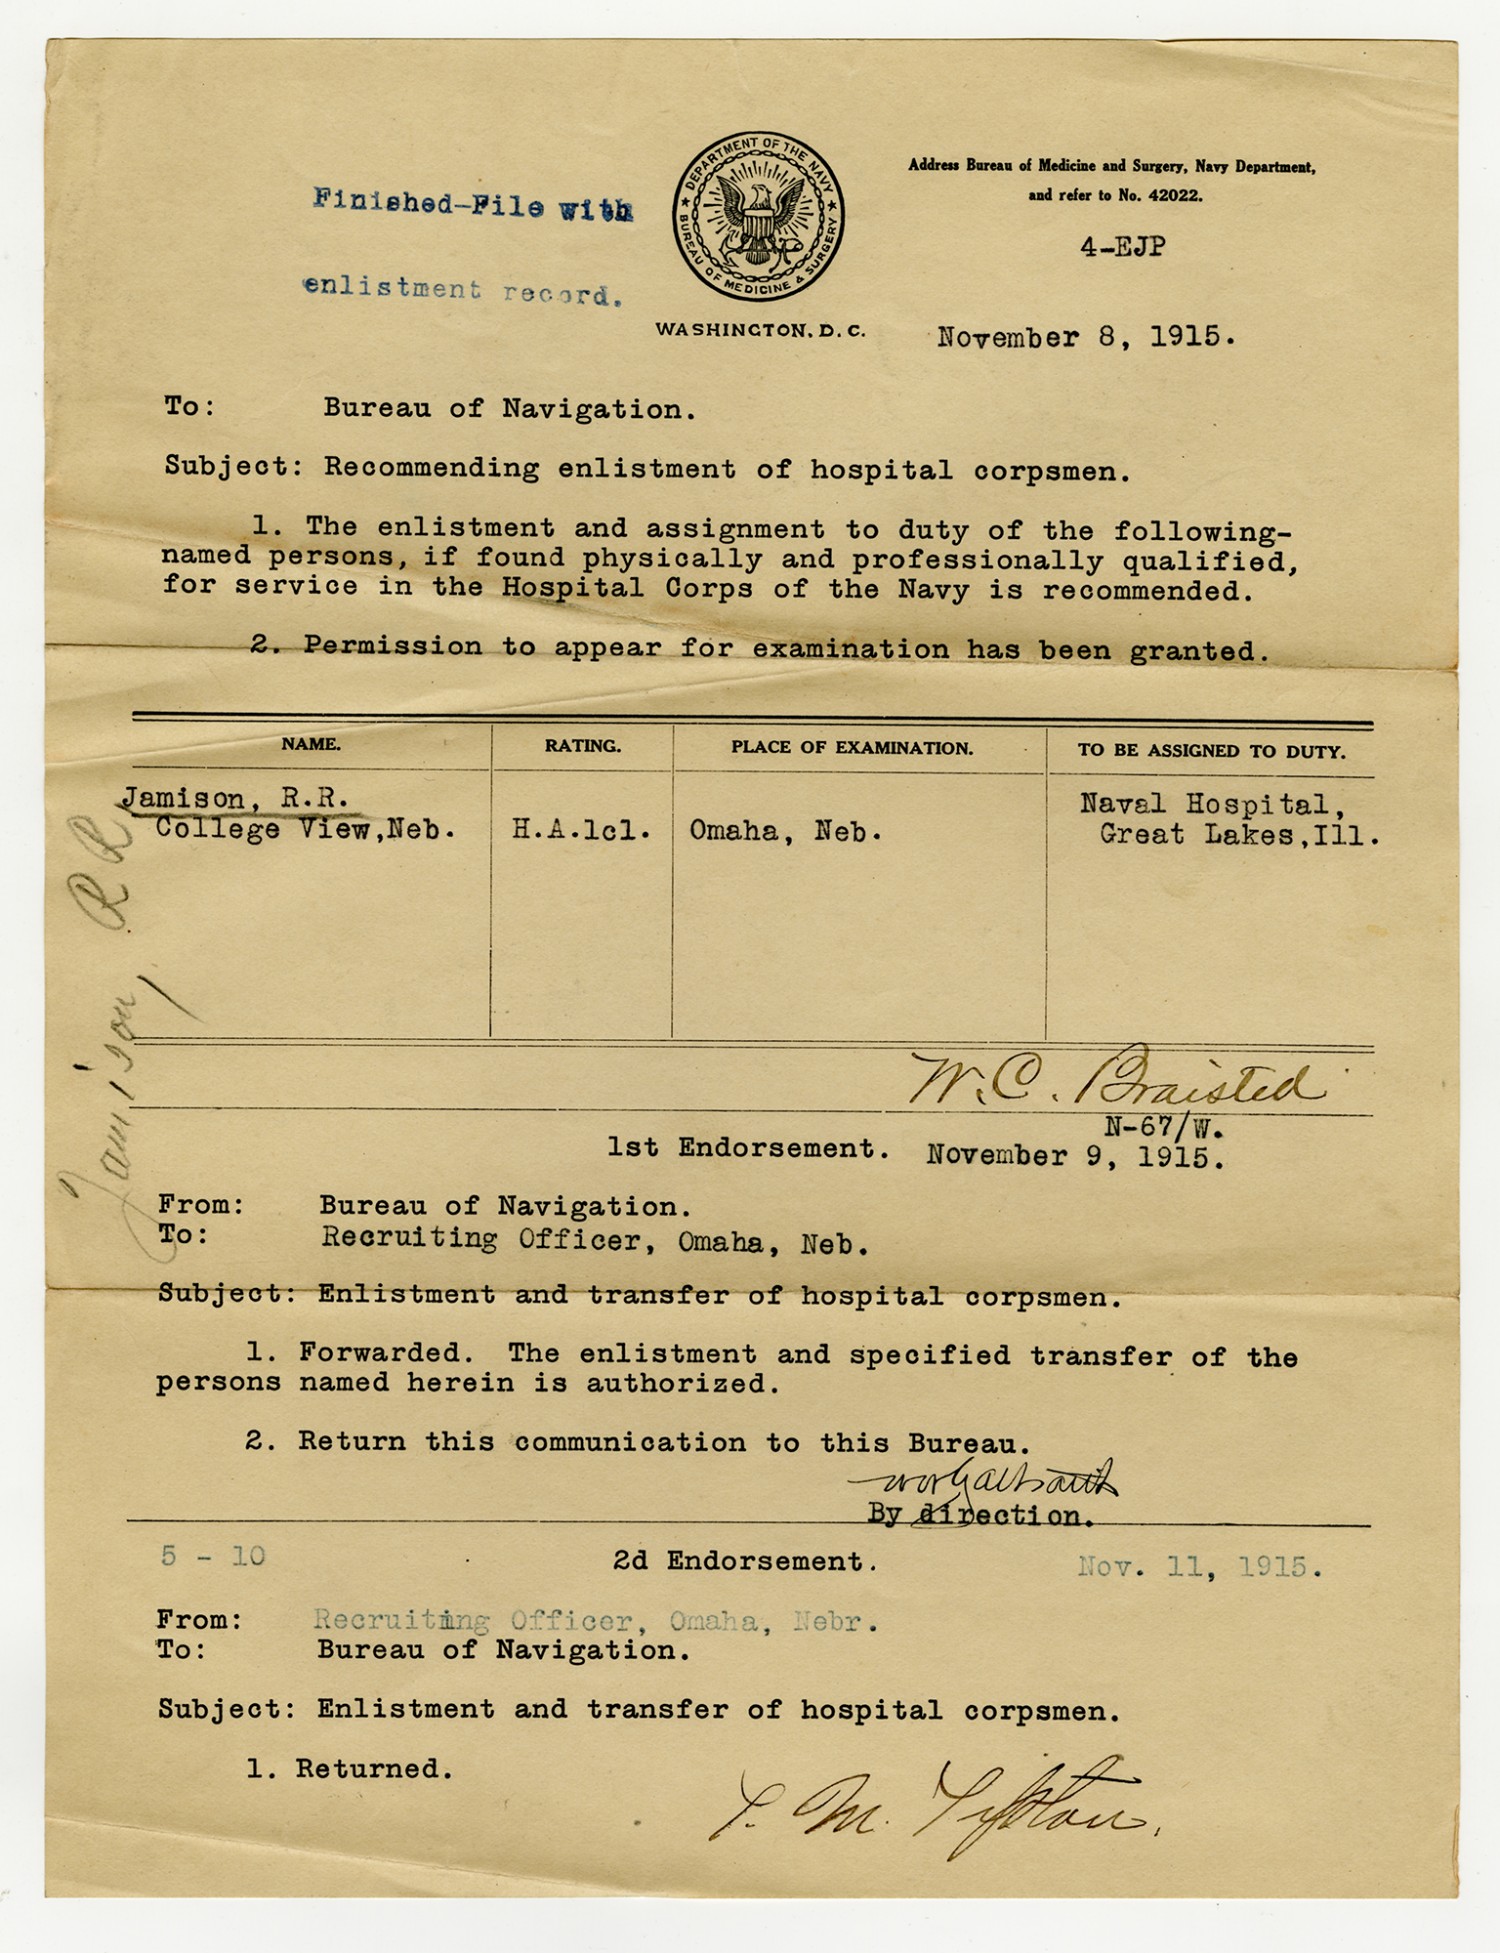 Finished-File with
enlistment record.
DEPARTMENT OF THE NAVY
BUREAU OF MEDICINE & SURGERY
WASHINGTON, D. C.
Address Bureau of Medicine and Surgery, Navy Department,
and refer to No. 42022.
4-EJP
November 8, 1915.
To: Bureau of Navigation.
Subject: Recommending enlistment of hospital corpsmen.
1. The enlistment and assignment to duty of the following-
named persons, if found physically and professionally qualified,
for service in the Hospital Corps of the Navy is recommended.
2. Permission to appear for examination has been granted.
NAME. RATING. PLACE OF EXAMINATION. TO BE ASSIGNED TO DUTY.
Jamison, R.R. Naval Hospital,
College View,Neb. H.A.1cl. Omaha, Neb. Great Lakes,Ill.
Jamison, R R
W. C. Braisted
N-67/W.
1st Endorsement. November 9, 1915.
From: Bureau of Navigation.
To: Recruiting Officer, Omaha, Neb.
Subject: Enlistment and transfer of hospital corpsmen.
1. Forwarded. The enlistment and specified transfer of the
persons named herein is authorized.
2. Return this communication to this Bureau.
By direction.
5 - 10 2d Endorsement. Nov. 11, 1915.
From: Recruiting Officer, Omaha, Nebr.
To: Bureau of Navigation.
Subject: Enlistment and transfer of hospital corpsmen.
1. Returned.
M. Tipton.